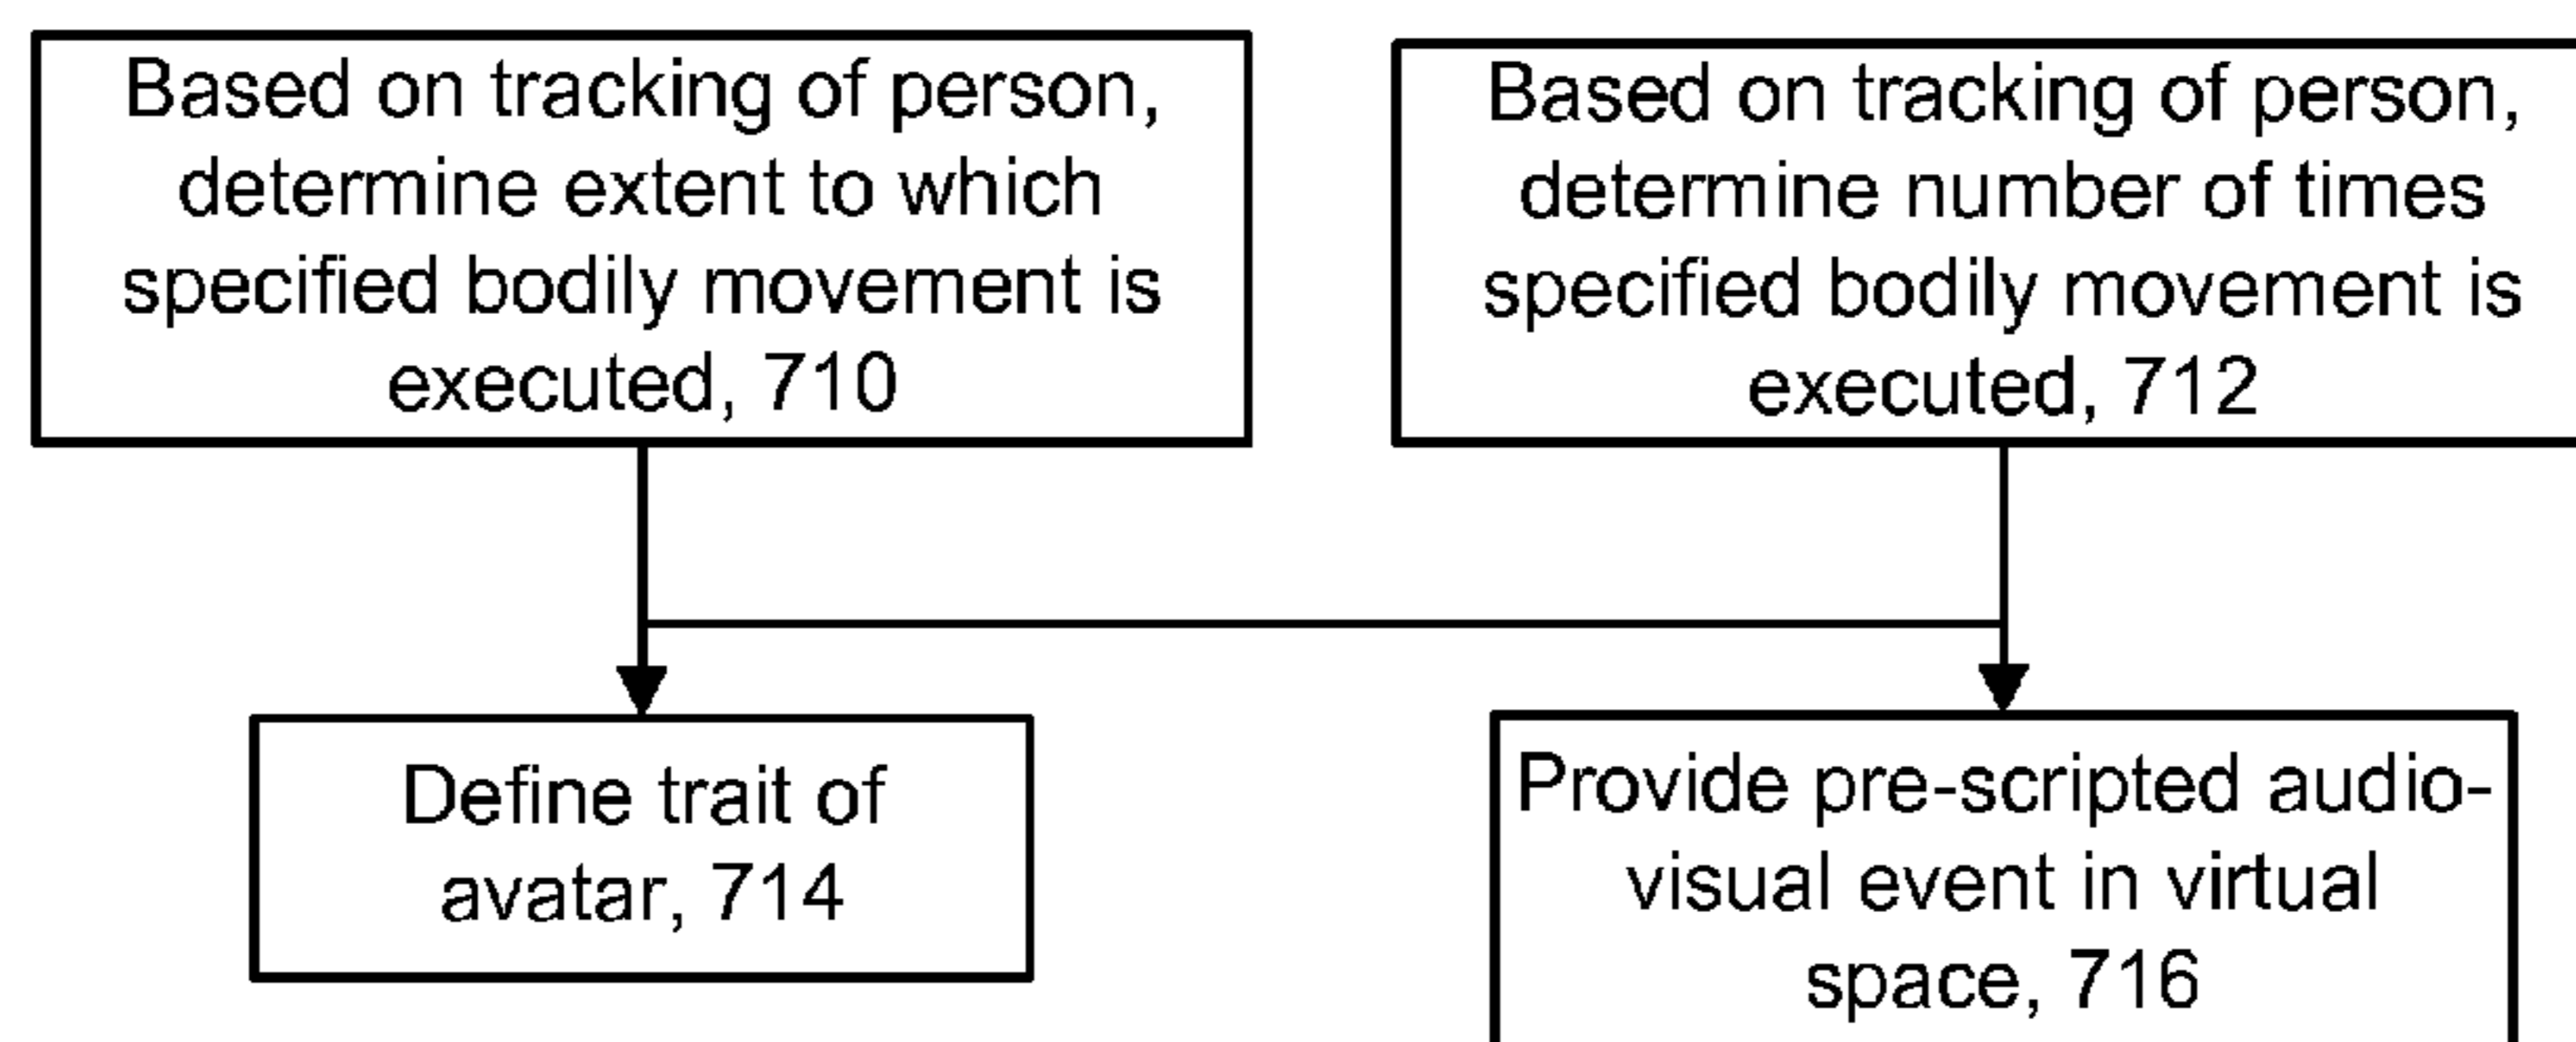 Based on tracking of person,
determine extent to which
specified bodily movement is
executed, 710
Based on tracking of person,
determine number of times
specified bodily movement is
executed, 712
Define trait of
avatar, 714
Provide pre-scripted audio-
visual event in virtual
space, 716